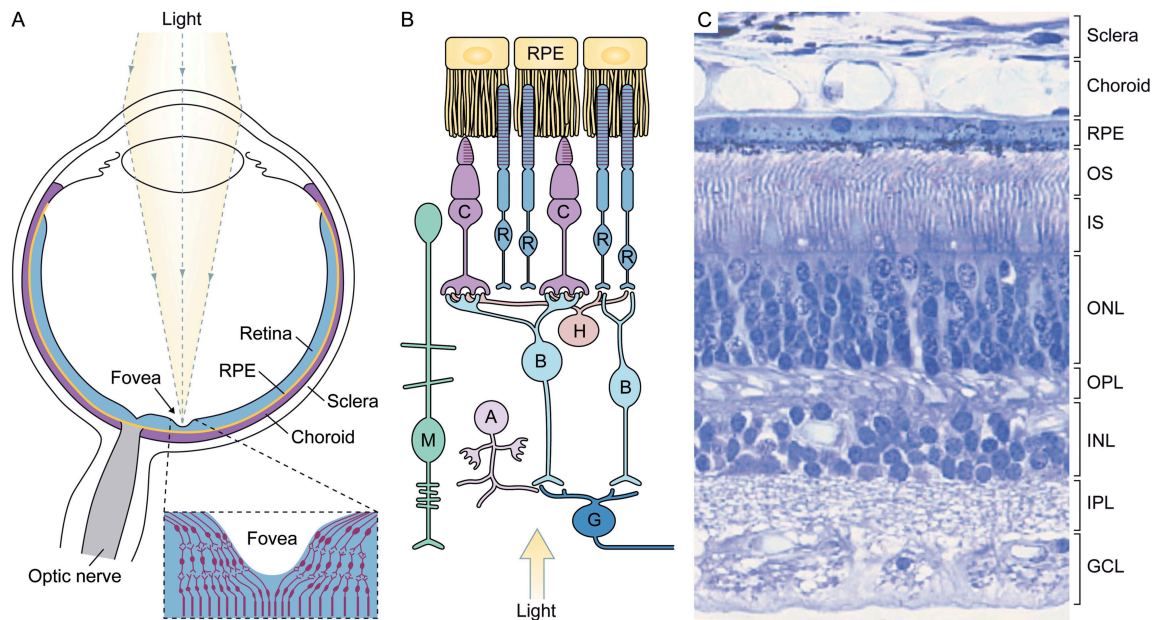 A
Light
Retina
Fovea
RPE
Sclera
Choroid
Fovea
Optic nerve
B
RPE
C
C
R
R
R
R
H
B
B
A
M
G
Light
C
Sclera
Choroid
RPE
OS
IS
ONL
OPL
INL
IPL
GCL